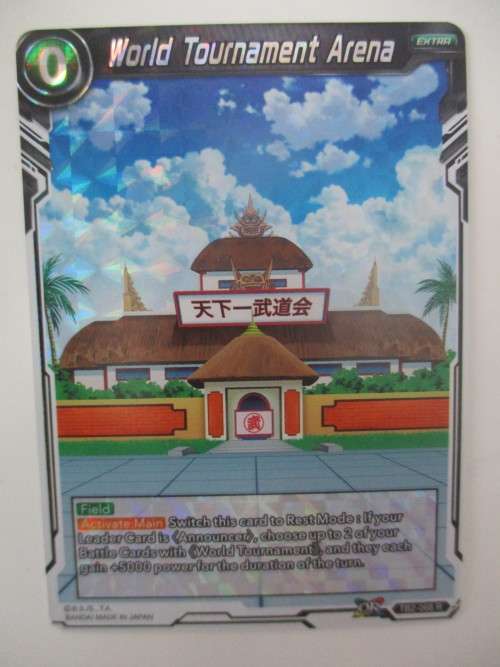 0
World Tournament Arena
EXTRA
天下一武道会
武
Field
Activate Main Switch this card to Rest Mode : If your
Leader Card is 《Announcer》, choose up to 2 of your
Battle Cards with 《World Tournament》, and they each
gain +5000 power for the duration of the turn.
BANDAI MADE IN JAPAN